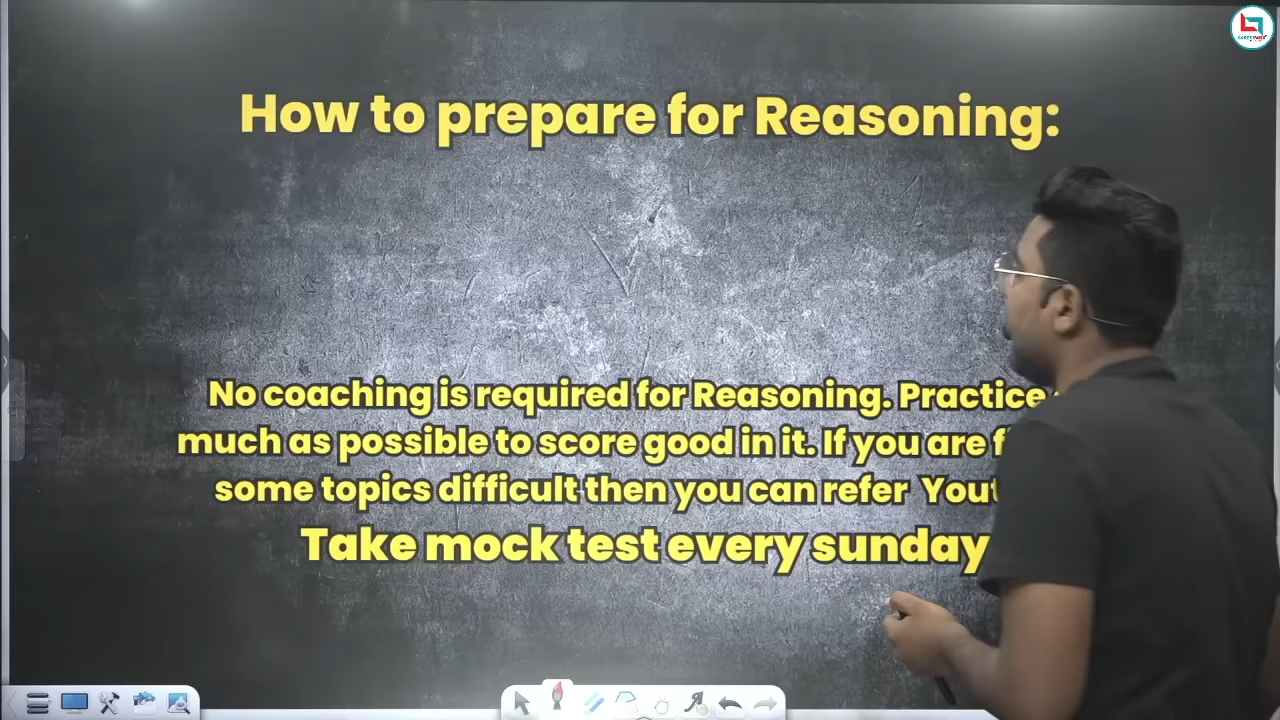 How to prepare for Reasoning:
No coaching is required for Reasoning. Practice
much as possible to score good in it. If you are
some topics difficult then you can refer
Take mock test every sunday